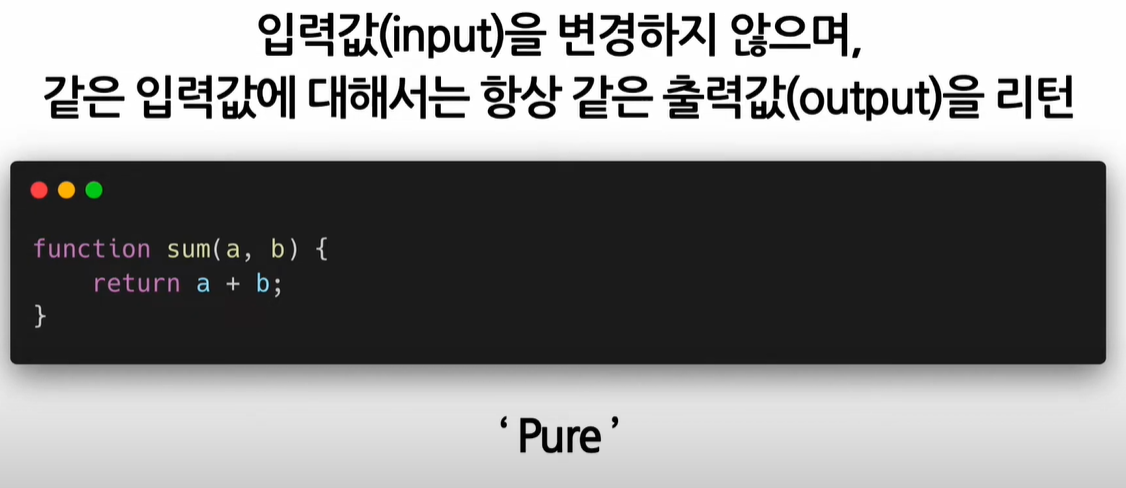 입력값(input)을 변경하지 않으며,
같은 입력값에 대해서는 항상 같은 출력값(output)을 리턴
function sum(a, b) {
    return a + b;
}
‘ Pure ’